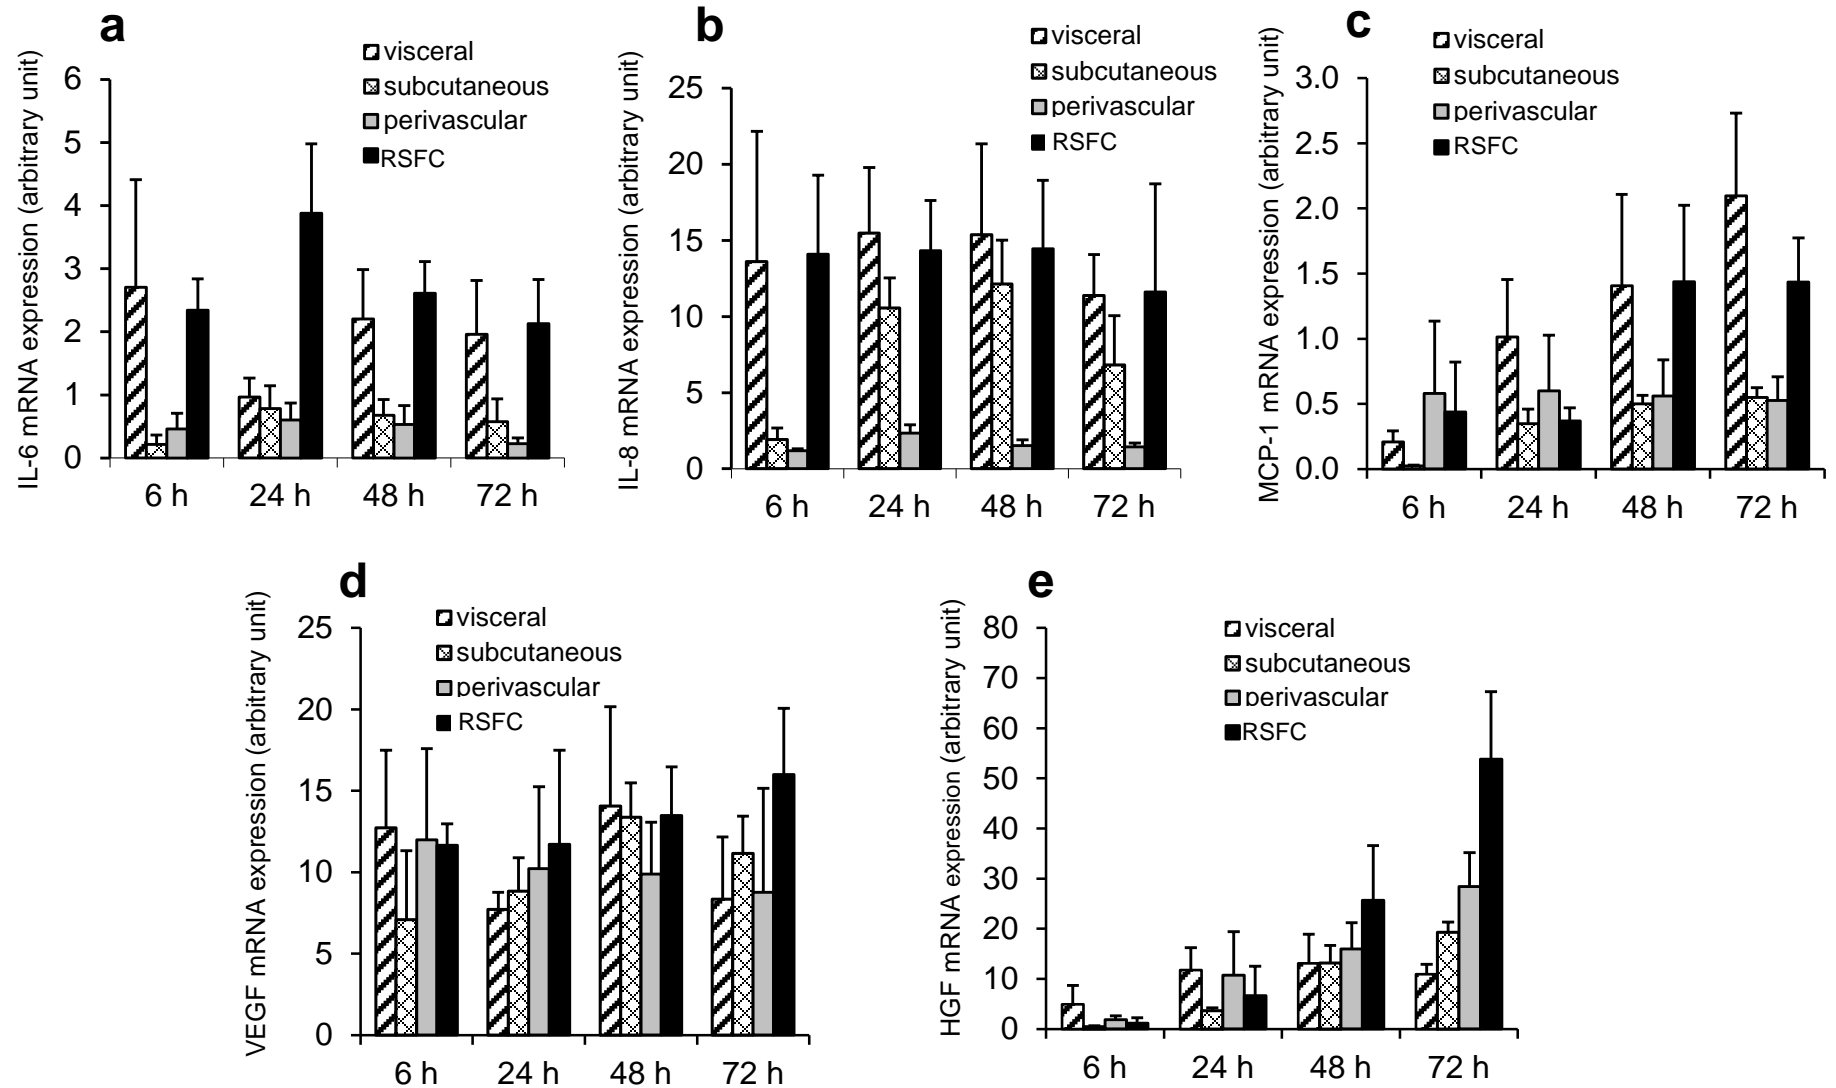 a
IL-6 mRNA expression (arbitrary unit)
6
5
4
3
2
1
0
visceral
subcutaneous
perivascular
RSFC
6 h 24 h 48 h 72 h
b
IL-8 mRNA expression (arbitrary unit)
25
20
15
10
5
0
visceral
subcutaneous
perivascular
RSFC
6 h 24 h 48 h 72 h
c
MCP-1 mRNA expression (arbitrary unit)
3.0
2.5
2.0
1.5
1.0
0.5
0.0
visceral
subcutaneous
perivascular
RSFC
6 h 24 h 48 h 72 h
d
VEGF mRNA expression (arbitrary unit)
25
20
15
10
5
0
visceral
subcutaneous
perivascular
RSFC
6 h 24 h 48 h 72 h
e
HGF mRNA expression (arbitrary unit)
80
70
60
50
40
30
20
10
0
visceral
subcutaneous
perivascular
RSFC
6 h 24 h 48 h 72 h